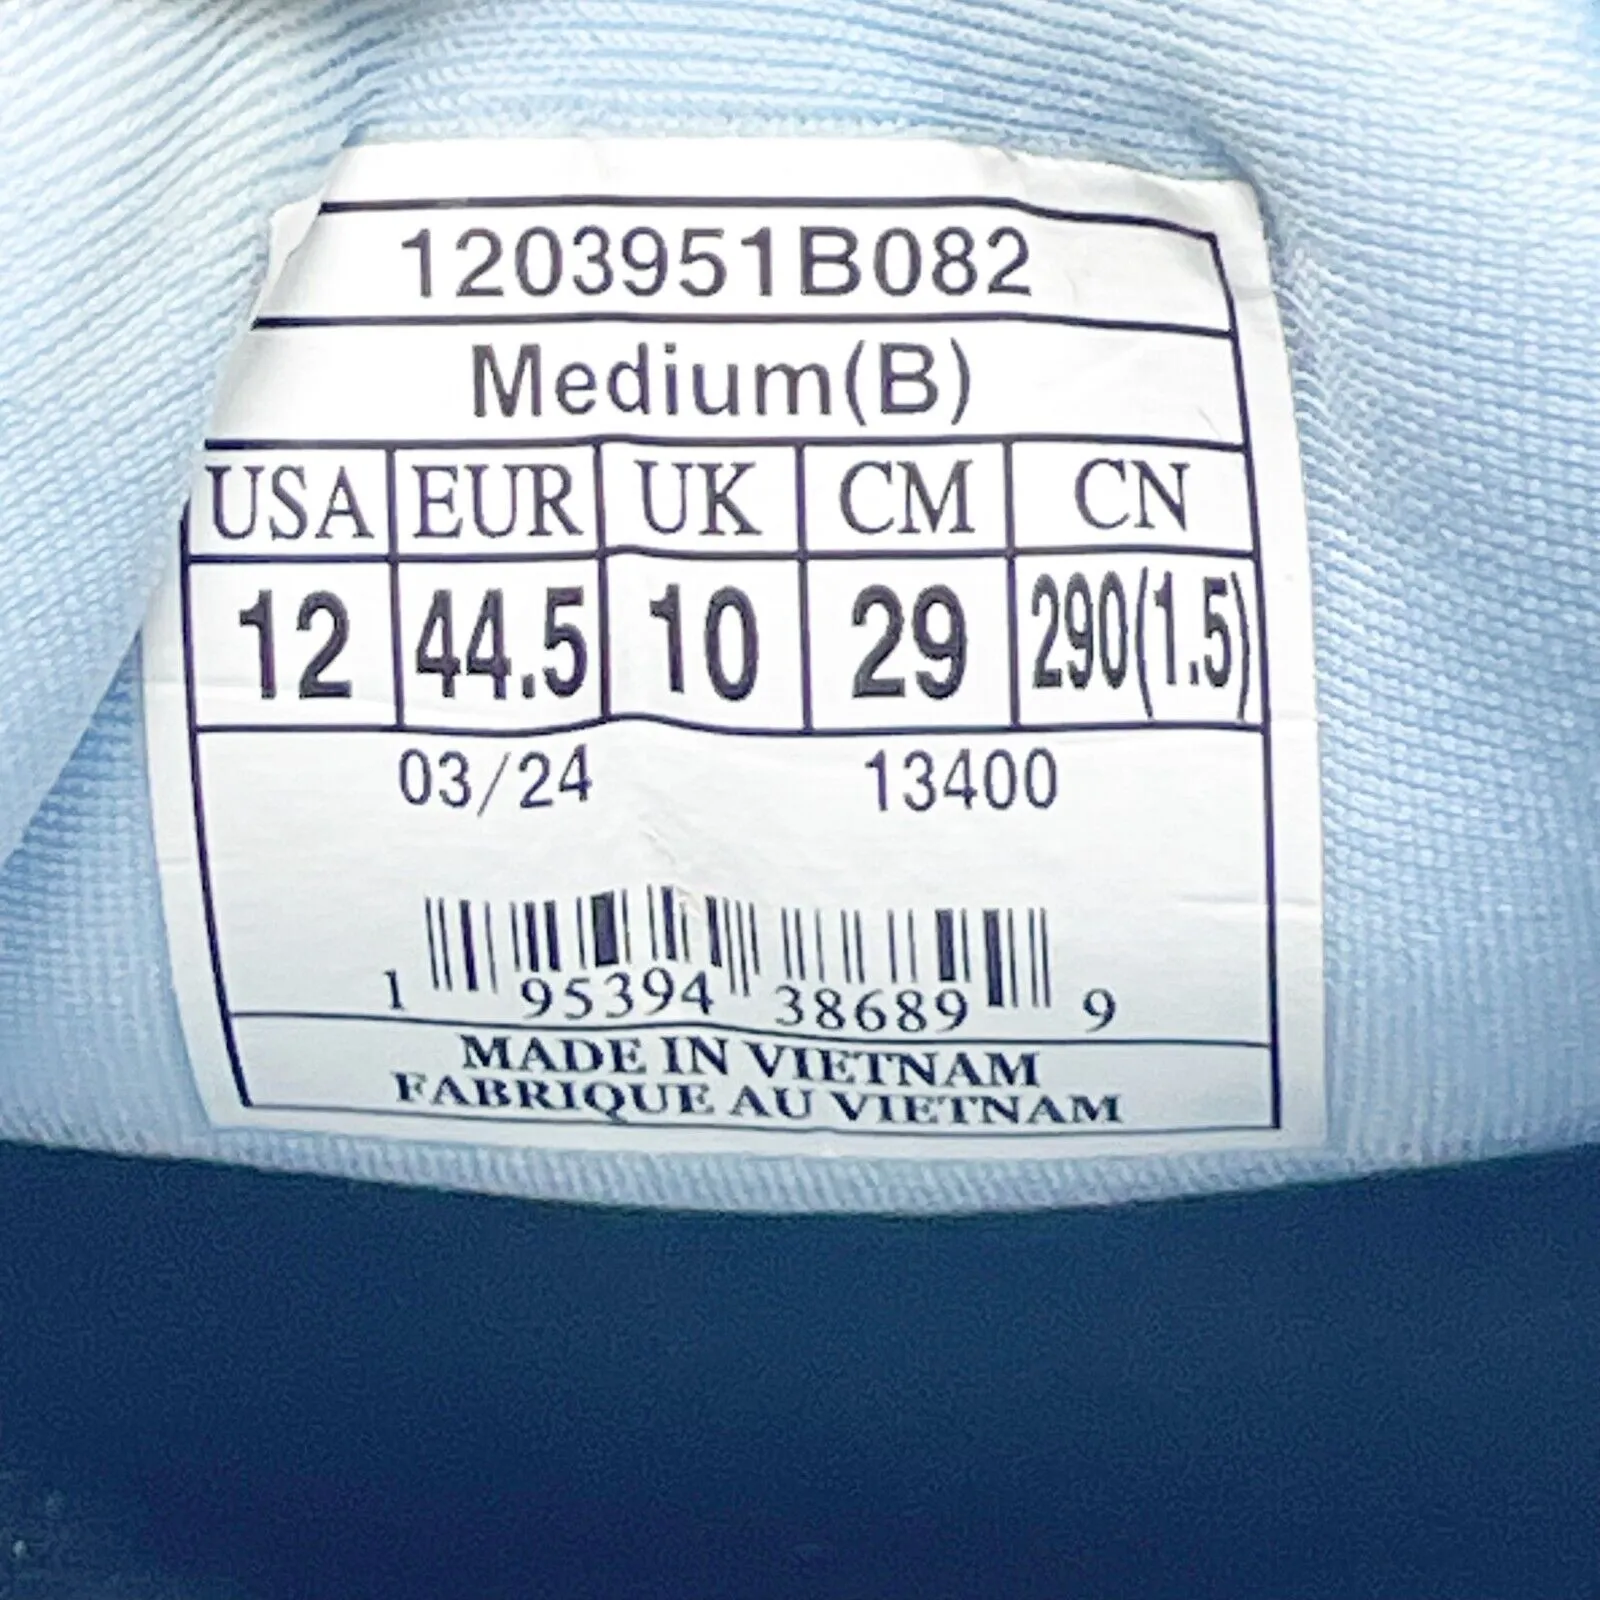 1203951B082
Medium(B)
USA EUR UK CM CN
12 44.5 10 29 290(1.5)
03/24 13400
1 95394 38689 9
MADE IN VIETNAM
FABRIQUE AU VIETNAM